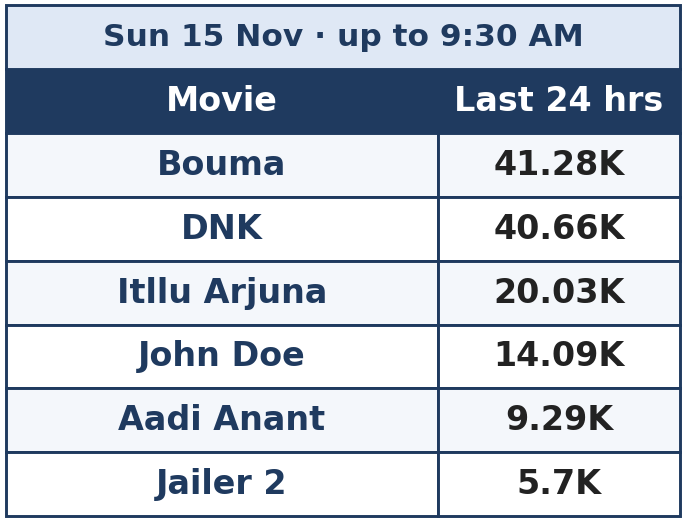 Sun 15 Nov · up to 9:30 AM
Movie Last 24 hrs
Bouma 41.28K
DNK 40.66K
Itllu Arjuna 20.03K
John Doe 14.09K
Aadi Anant 9.29K
Jailer 2 5.7K